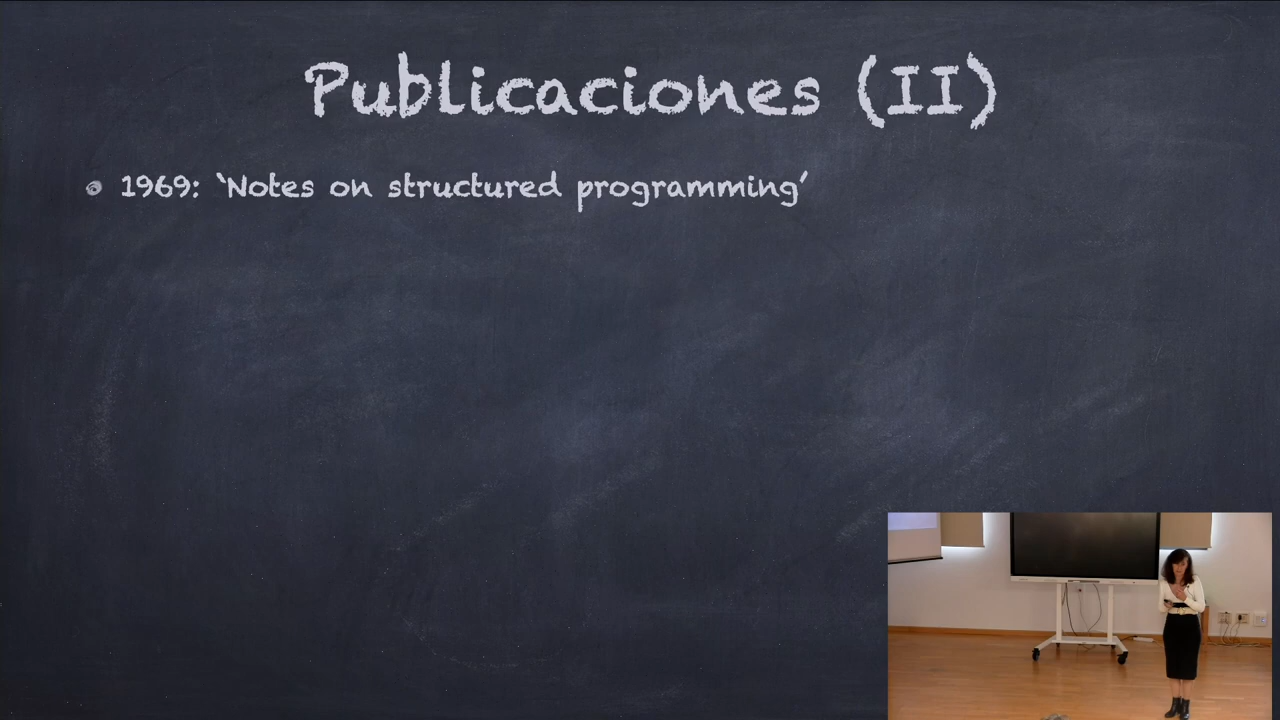 Publicaciones (II)
1969: ‘Notes on structured programming’